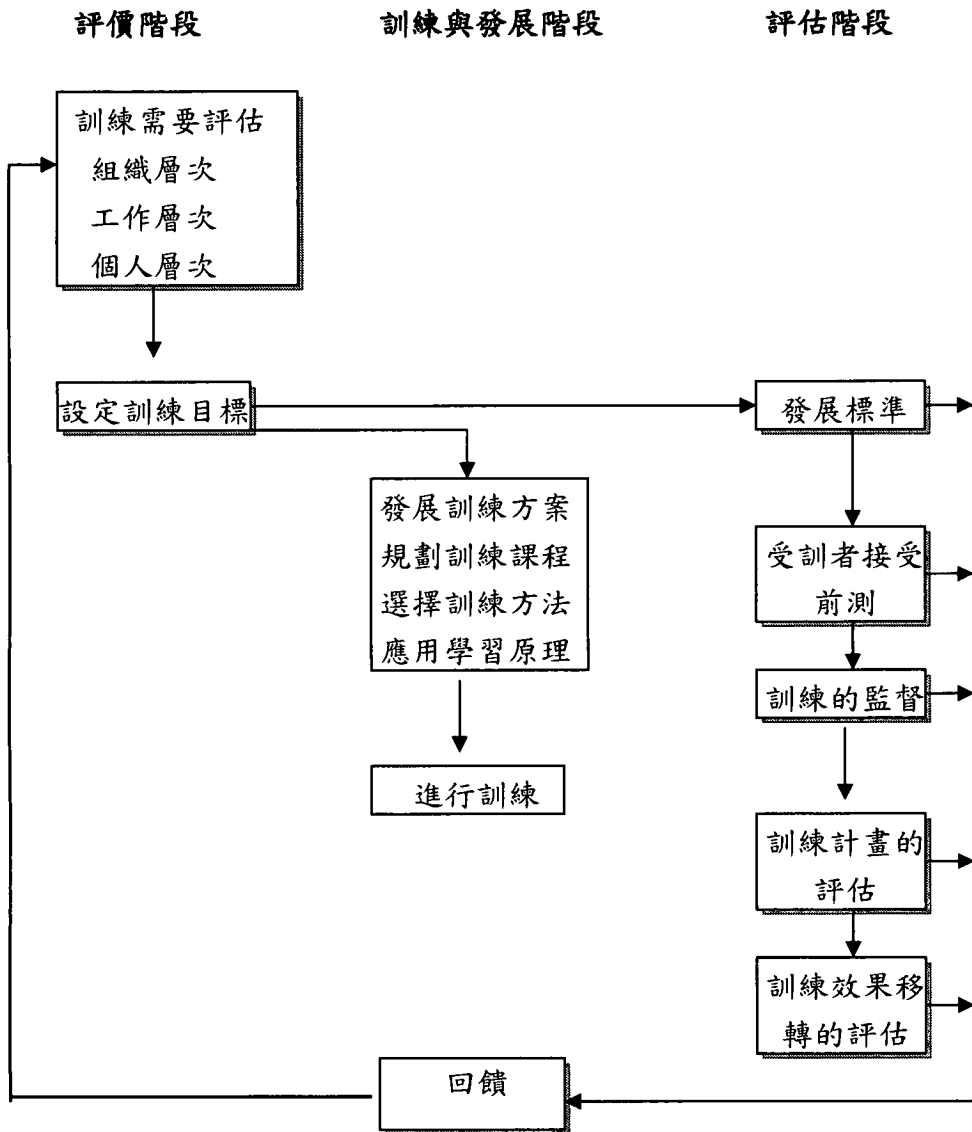 評價階段
訓練與發展階段
評估階段
訓練需要評估
組織層次
工作層次
個人層次
設定訓練目標
發展標準
發展訓練方案
規劃訓練課程
選擇訓練方法
應用學習原理
受訓者接受
前測
訓練的監督
進行訓練
訓練計畫的
評估
訓練效果移
轉的評估
回饋